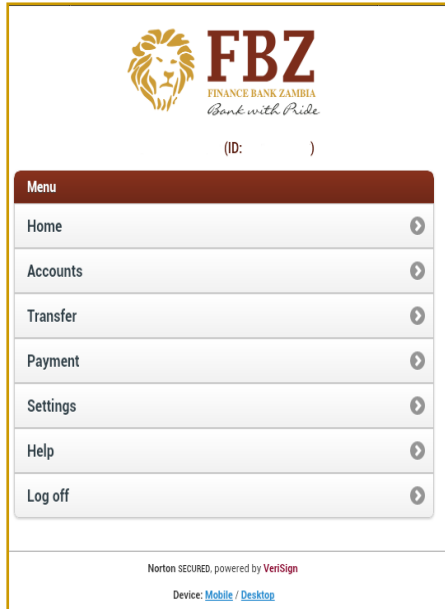 FBZ
FINANCE BANK ZAMBIA
Bank with Pride
(ID: )
Menu
Home
Accounts
Transfer
Payment
Settings
Help
Log off
Norton SECURED, powered by VeriSign
Device: Mobile / Desktop